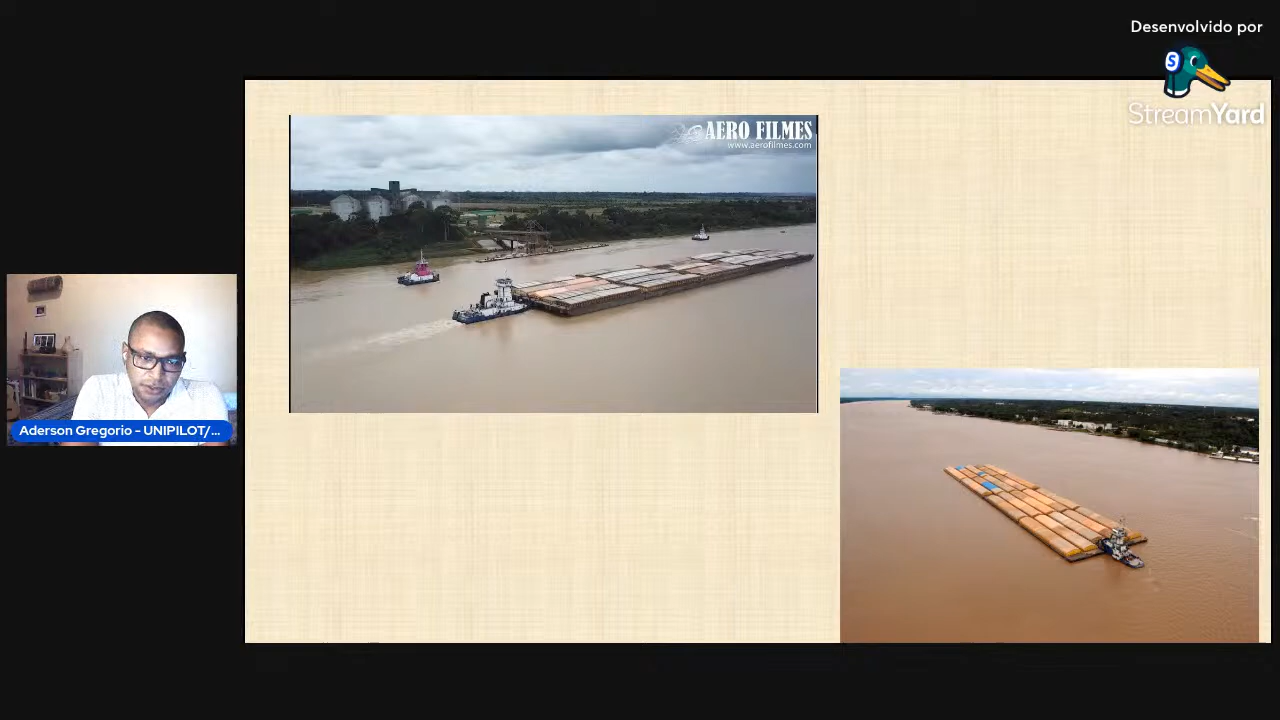 Desenvolvido por
S
StreamYard
AERO FILMES
www.aerofilmes.com
Aderson Gregorio - UNIPILOT/...